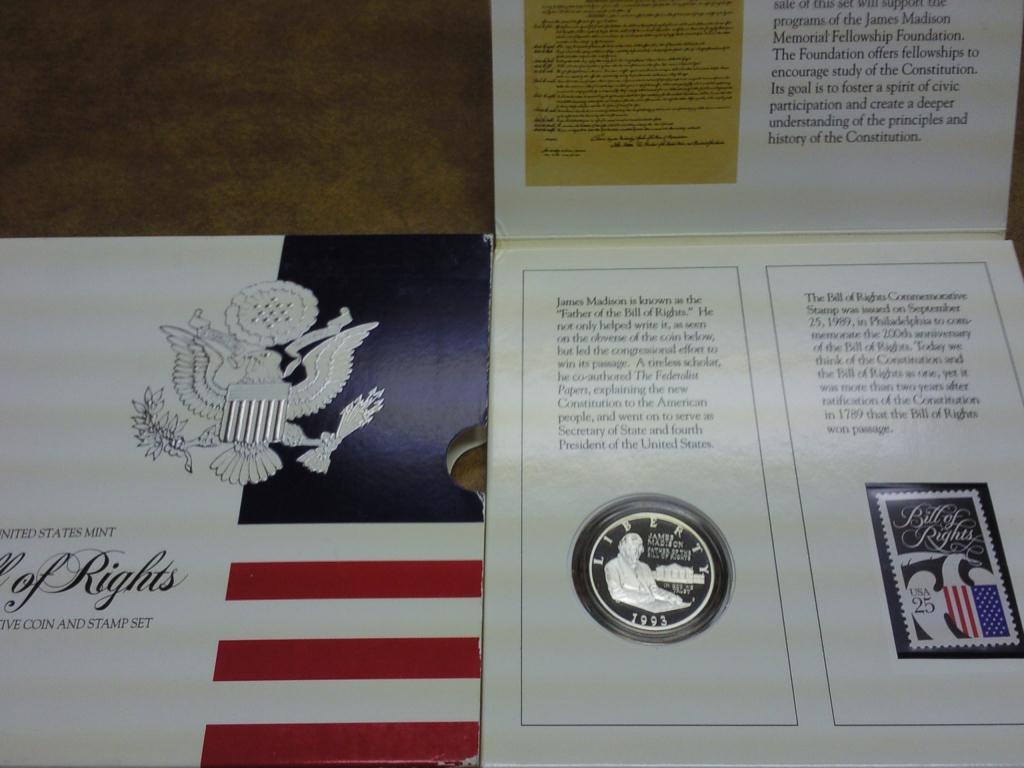 sale of this set will support the
programs of the James Madison
Memorial Fellowship Foundation.
The Foundation offers fellowships to
encourage study of the Constitution.
Its goal is to foster a spirit of civic
participation and create a deeper
understanding of the principles and
history of the Constitution.
UNITED STATES MINT
of Rights
COIN AND STAMP SET
James Madison is known as the
"Father of the Bill of Rights." He
not only helped write it, as seen
on the obverse of the coin below,
but led the congressional effort to
win its passage. A tireless scholar,
he co-authored The Federalist
Papers, explaining the new
Constitution to the American
people, and went on to serve as
Secretary of State and fourth
President of the United States.
The Bill of Rights Commemorative
Stamp was issued on September
25, 1989, in Philadelphia to com-
memorate the 200th anniversary
of the Bill of Rights. Today we
think of the Constitution and
the Bill of Rights as one, yet it
was more than two years after
ratification of the Constitution
in 1789 that the Bill of Rights
won passage.
LIBERTY
JAMES
MADISON
FATHER OF THE
BILL OF RIGHTS
IN GOD WE
TRUST
1993
Bill of
Rights
USA
25